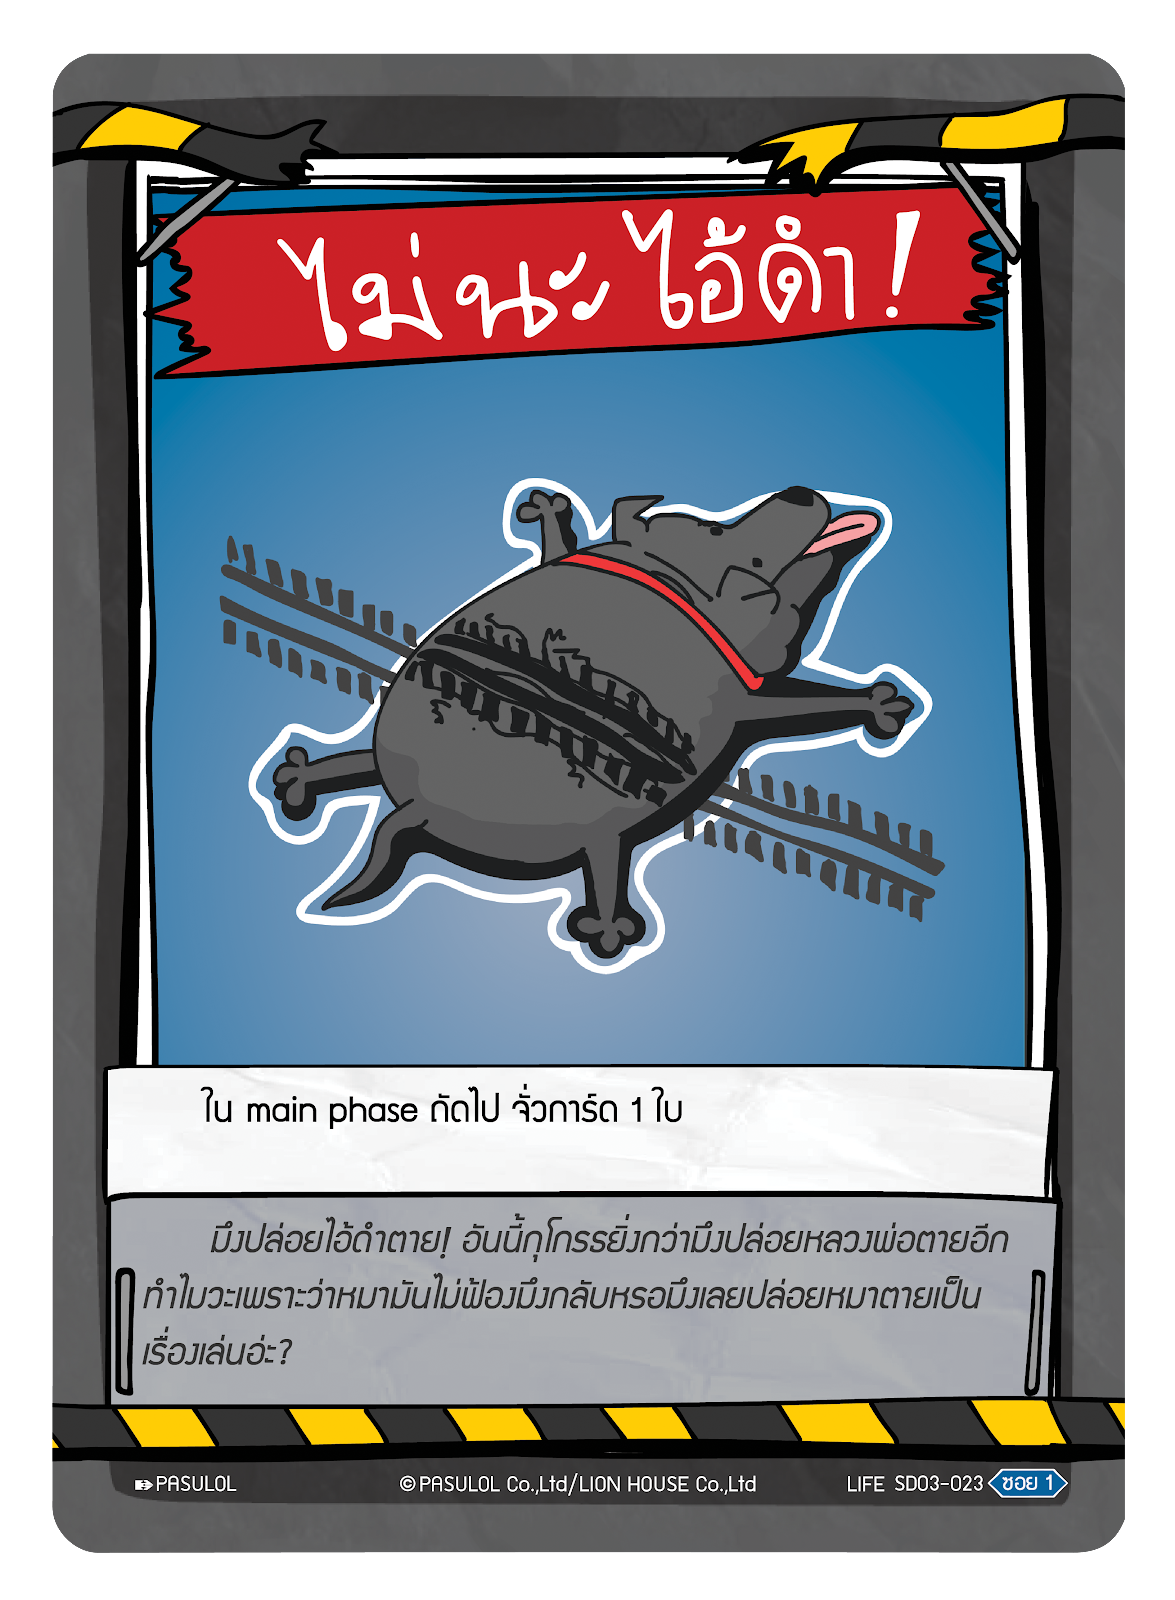 ไม่นะ ไอ้ดำ!
ใน main phase ถัดไป จั่วการ์ด 1 ใบ
มึงปล่อยไอ้ดำตาย! อันนี้กุโกรธยิ่งกว่ามึงปล่อยหลวงพ่อตายอีก
ทำไมวะเพราะว่าหมามันไม่ฟ้องมึงกลับหรอมึงเลยปล่อยหมาตายเป็น
เรื่องเล่นอ่ะ?
PASULOL ©PASULOL Co.,Ltd/LION HOUSE Co.,Ltd LIFE SD03-023 ซอย 1